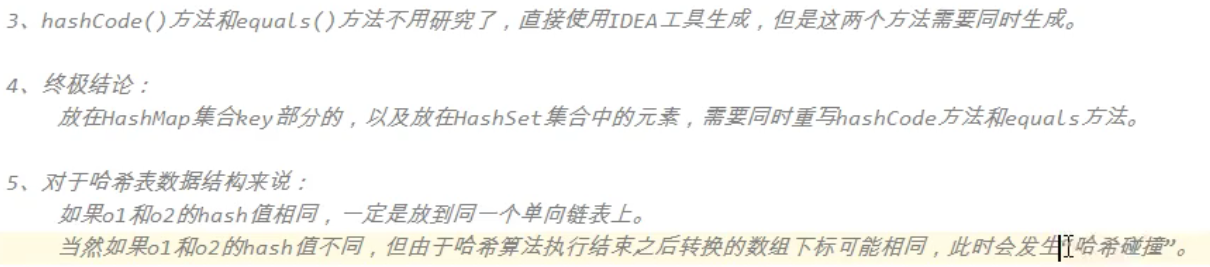 3、hashCode()方法和equals()方法不用研究了，直接使用IDEA工具生成，但是这两个方法需要同时生成。
4、终极结论：
放在HashMap集合key部分的，以及放在HashSet集合中的元素，需要同时重写hashCode方法和equals方法。
5、对于哈希表数据结构来说：
如果o1和o2的hash值相同，一定是放到同一个单向链表上。
当然如果o1和o2的hash值不同，但由于哈希算法执行结束之后转换的数组下标可能相同，此时会发生“哈希碰撞”。